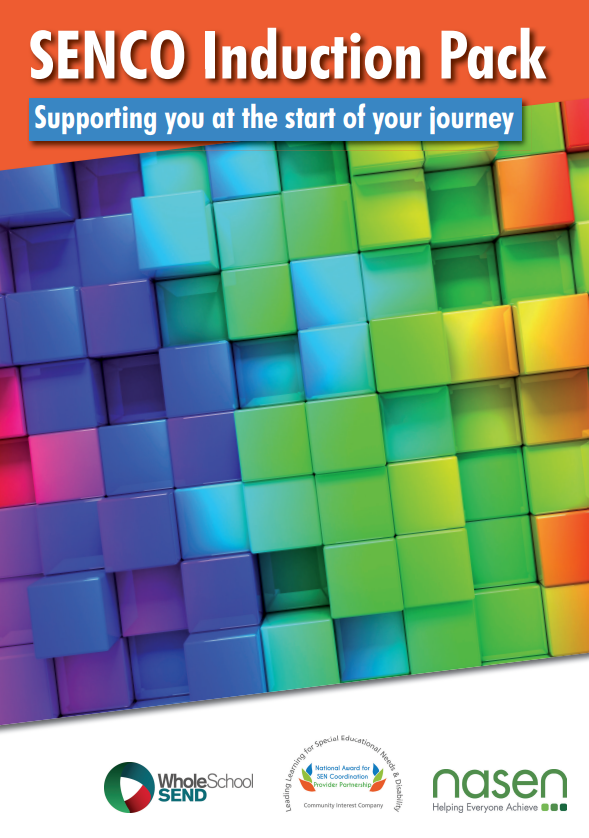 SENCO Induction Pack
Supporting you at the start of your journey
WholeSchool
SEND
Leading Learning for Special Educational Needs & Disability
National Award for
SEN Coordination
Provider Partnership
Community Interest Company
nasen
Helping Everyone Achieve